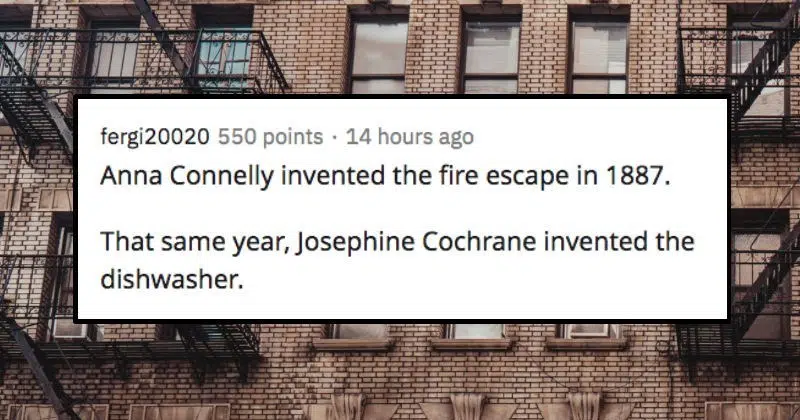 fergi20020 550 points · 14 hours ago
Anna Connelly invented the fire escape in 1887.
That same year, Josephine Cochrane invented the
dishwasher.